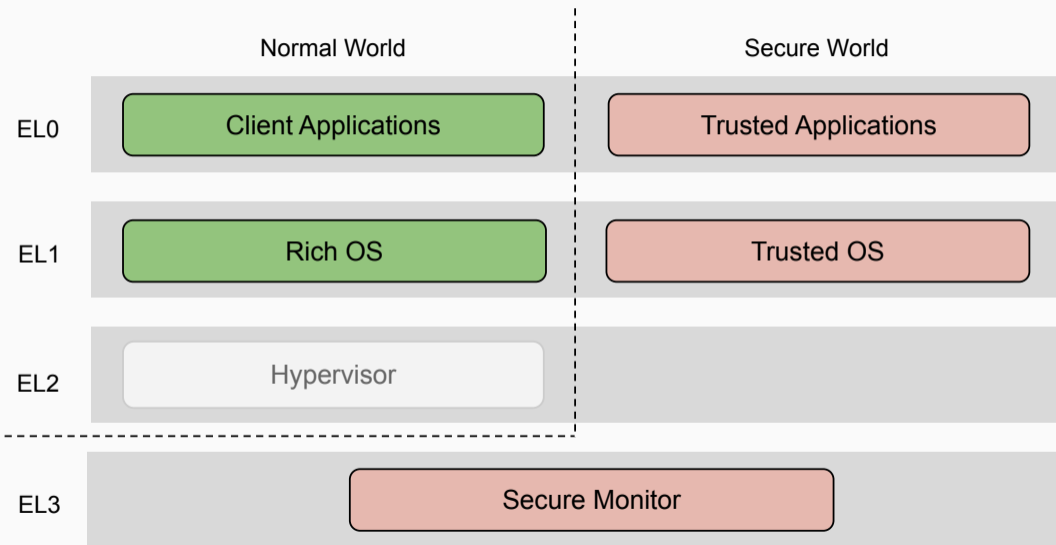 Normal World
Secure World
EL0
Client Applications
Trusted Applications
EL1
Rich OS
Trusted OS
EL2
Hypervisor
EL3
Secure Monitor